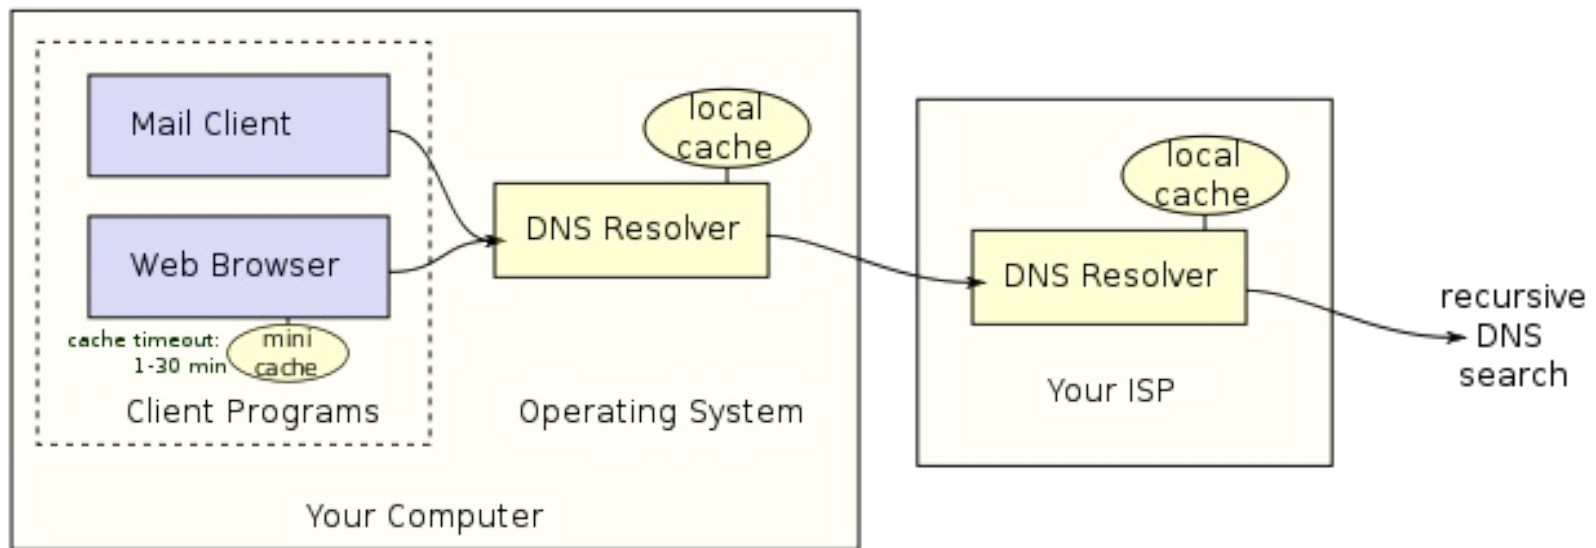 Mail Client
Web Browser
cache timeout:
1-30 min
mini
cache
Client Programs
local
cache
DNS Resolver
Operating System
Your Computer
local
cache
DNS Resolver
Your ISP
recursive
DNS
search